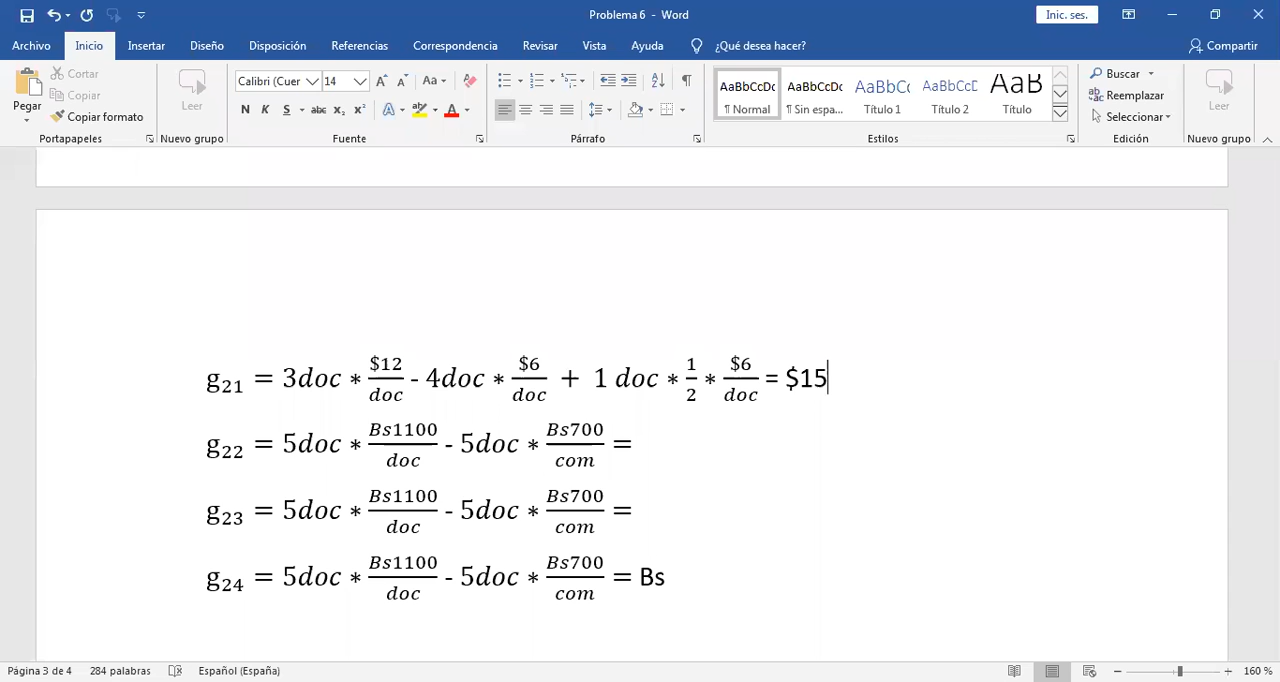 Problema 6 - Word
Inic. ses.
Archivo Inicio Insertar Diseño Disposición Referencias Correspondencia Revisar Vista Ayuda ¿Qué desea hacer? Compartir
Pegar Cortar Copiar Copiar formato
Leer
Calibri (Cuer 14 A A Aa
N K S abc x₂ x² A A
AaBbCcDc AaBbCcDc AaBbCc AaBbCcD AaB
¶ Normal ¶ Sin espa... Título 1 Título 2 Título
Buscar
Reemplazar
Seleccionar
Leer
Portapapeles Nuevo grupo Fuente Párrafo Estilos Edición Nuevo grupo
g₂₁ = 3doc * $12/doc - 4doc * $6/doc + 1 doc * 1/2 * $6/doc = $15
g₂₂ = 5doc * Bs1100/doc - 5doc * Bs700/com =
g₂₃ = 5doc * Bs1100/doc - 5doc * Bs700/com =
g₂₄ = 5doc * Bs1100/doc - 5doc * Bs700/com = Bs
Página 3 de 4 284 palabras Español (España) 160 %